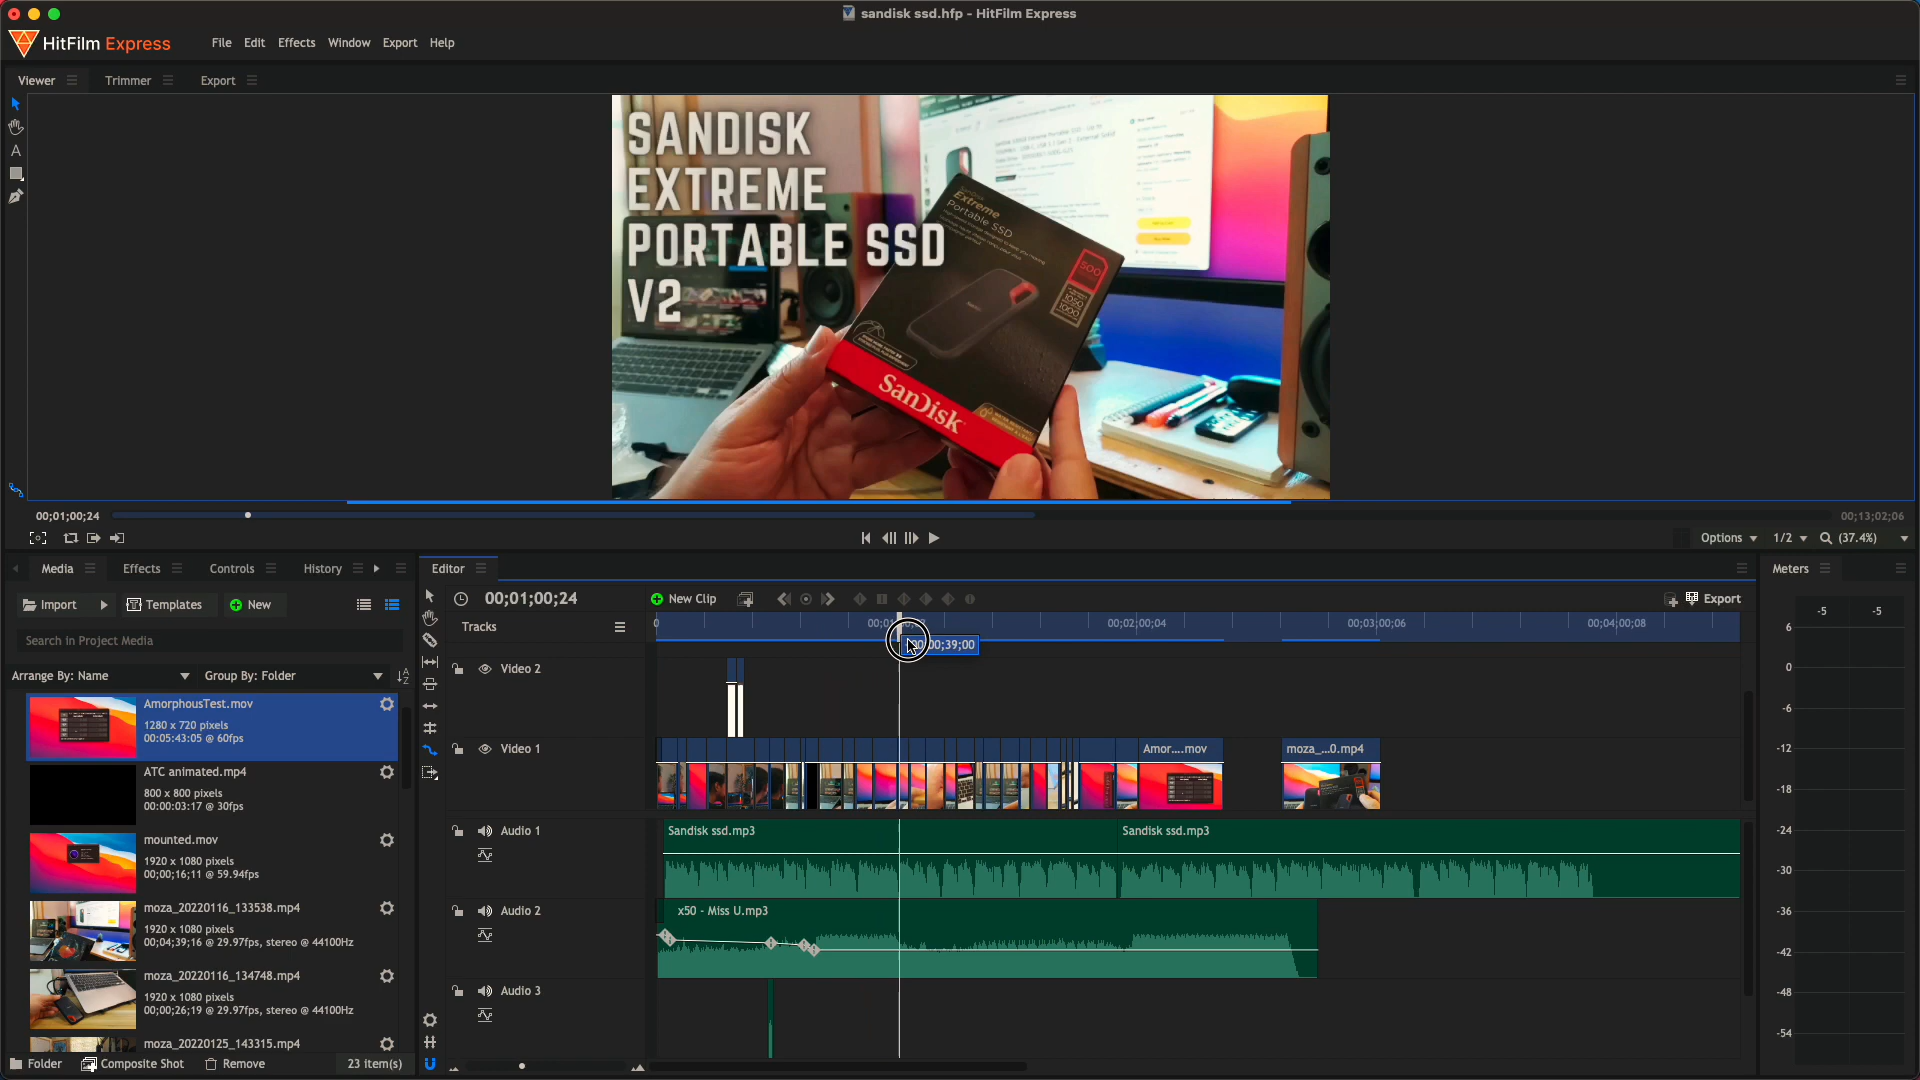 sandisk ssd.hfp - HitFilm Express
HitFilm Express
File Edit Effects Window Export Help
Viewer Trimmer Export
SANDISK
EXTREME
PORTABLE SSD
V2
Extreme
Portable SSD
500
1050
1000
SanDisk
00;01;00;24
00;13;02;06
Options 1/2 (37.4%)
Media Effects Controls History
Import Templates New
Search in Project Media
Arrange By: Name Group By: Folder
AmorphousTest.mov
1280 x 720 pixels
00:05:43:05 @ 60fps
ATC animated.mp4
800 x 800 pixels
00:00:03:17 @ 30fps
mounted.mov
1920 x 1080 pixels
00;00;16;11 @ 59.94fps
moza_20220116_133538.mp4
1920 x 1080 pixels
00;04;39;16 @ 29.97fps, stereo @ 44100Hz
moza_20220116_134748.mp4
1920 x 1080 pixels
00;00;26;19 @ 29.97fps, stereo @ 44100Hz
moza_20220125_143315.mp4
Folder Composite Shot Remove 23 item(s)
Editor
00;01;00;24 New Clip Export
Tracks 0 00;02;00;04 00;03;00;06 00;04;00;08
00;39;00
Video 2
Video 1 Amor....mov moza_...0.mp4
Audio 1 Sandisk ssd.mp3 Sandisk ssd.mp3
Audio 2 x50 - Miss U.mp3
Audio 3
Meters
-5 -5
6
0
-6
-12
-18
-24
-30
-36
-42
-48
-54